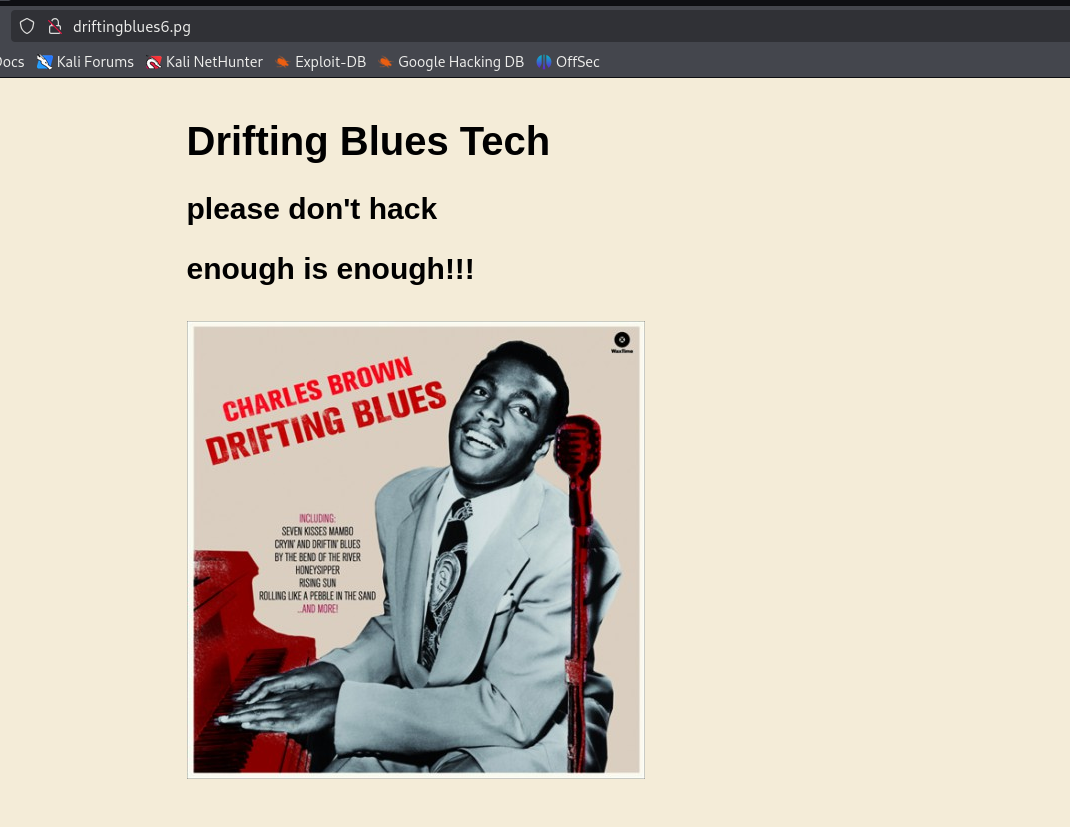 driftingblues6.pg
Docs Kali Forums Kali NetHunter Exploit-DB Google Hacking DB OffSec
Drifting Blues Tech
please don't hack
enough is enough!!!
WaxTime
CHARLES BROWN
DRIFTING BLUES
INCLUDING:
SEVEN KISSES MAMBO
CRYIN' AND DRIFTIN' BLUES
BY THE BEND OF THE RIVER
HONEYSIPPER
RISING SUN
ROLLING LIKE A PEBBLE IN THE SAND
...AND MORE!